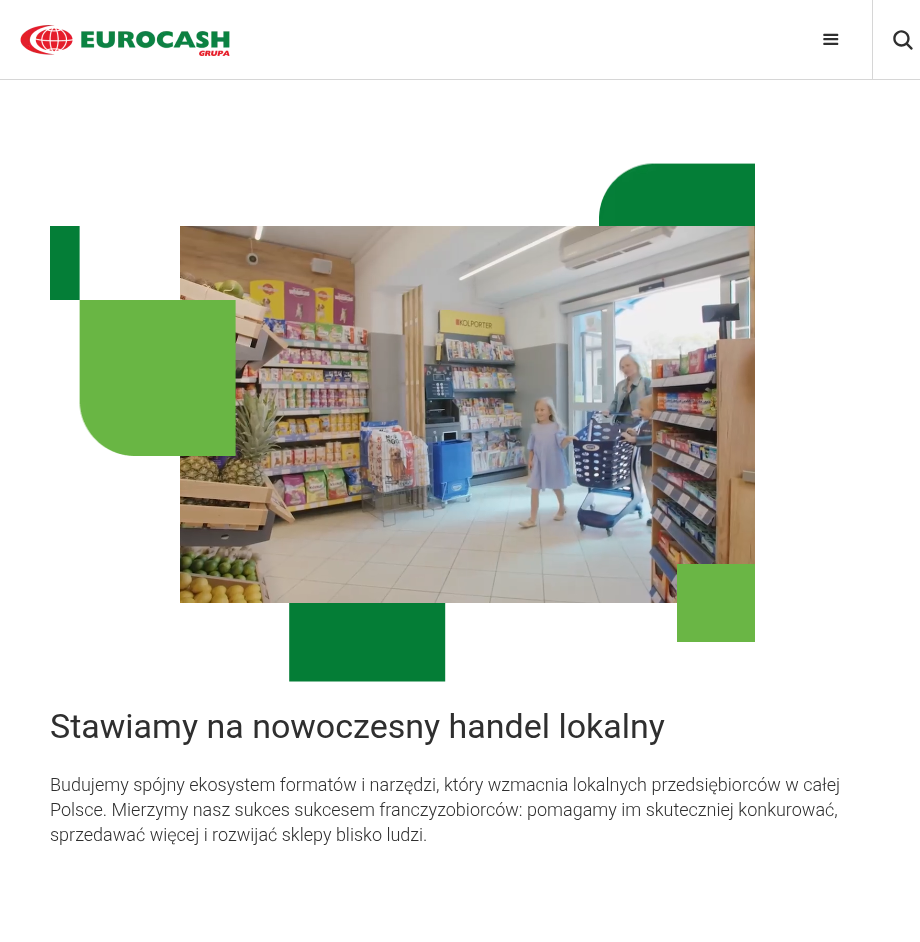 EUROCASH
GRUPA
KOLPORTER
Stawiamy na nowoczesny handel lokalny
Budujemy spójny ekosystem formatów i narzędzi, który wzmacnia lokalnych przedsiębiorców w całej
Polsce. Mierzymy nasz sukces sukcesem franczyzobiorców: pomagamy im skuteczniej konkurować,
sprzedawać więcej i rozwijać sklepy blisko ludzi.